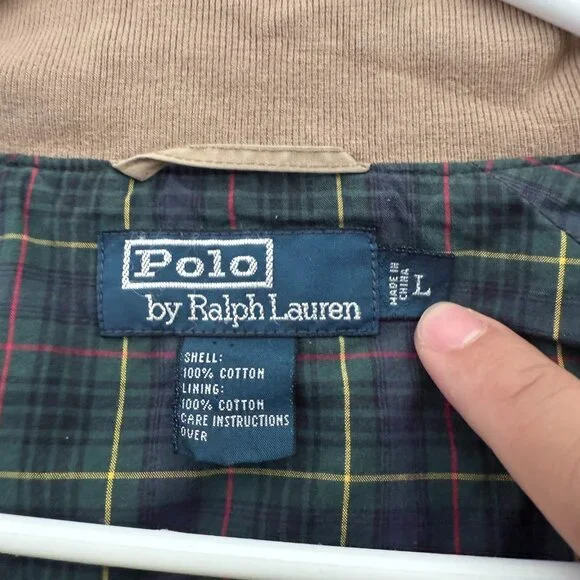 Polo
by Ralph Lauren
MADE IN
CHINA
L
SHELL:
100% COTTON
LINING:
100% COTTON
CARE INSTRUCTIONS
OVER